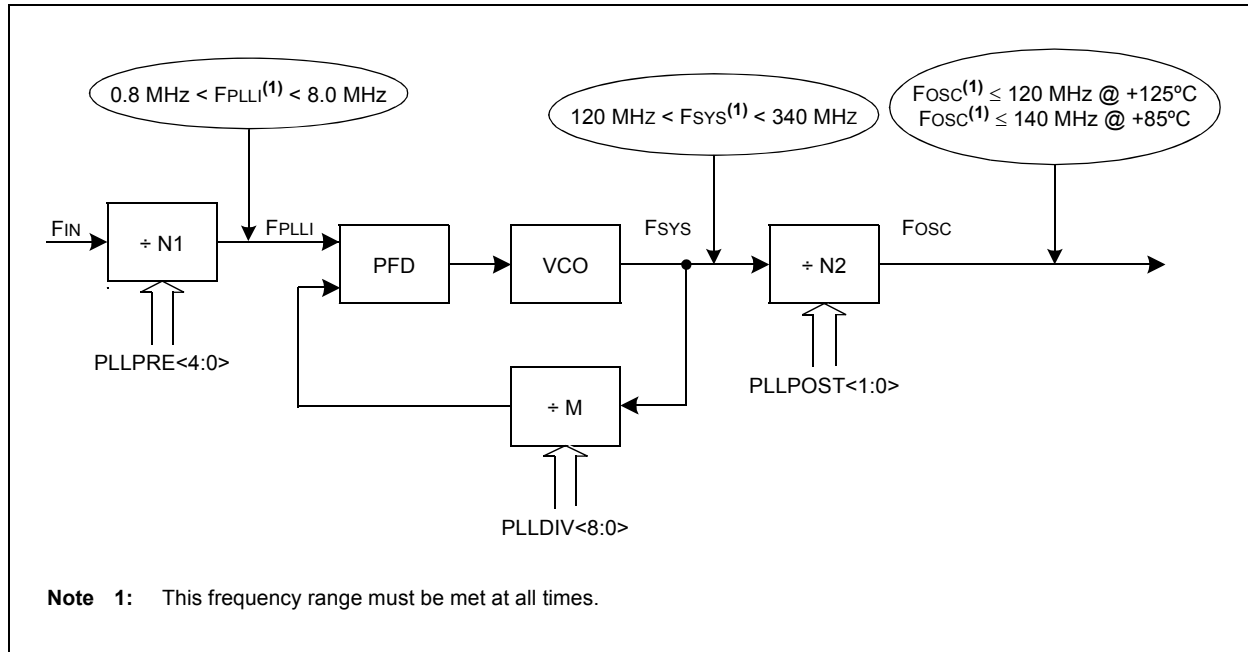 0.8 MHz < FPLLI(1) < 8.0 MHz
120 MHz < FSYS(1) < 340 MHz
FOSC(1) ≤ 120 MHz @ +125ºC
FOSC(1) ≤ 140 MHz @ +85ºC
FIN
÷ N1
FPLLI
PFD
VCO
FSYS
÷ N2
FOSC
PLLPRE<4:0>
÷ M
PLLPOST<1:0>
PLLDIV<8:0>
Note 1: This frequency range must be met at all times.